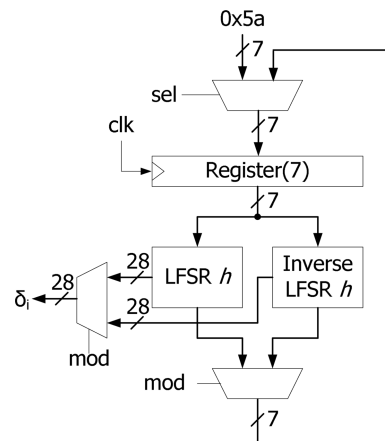 0x5a
7
sel
7
clk
Register(7)
7
28
LFSR h
Inverse
LFSR h
28
δi
28
mod
mod
7